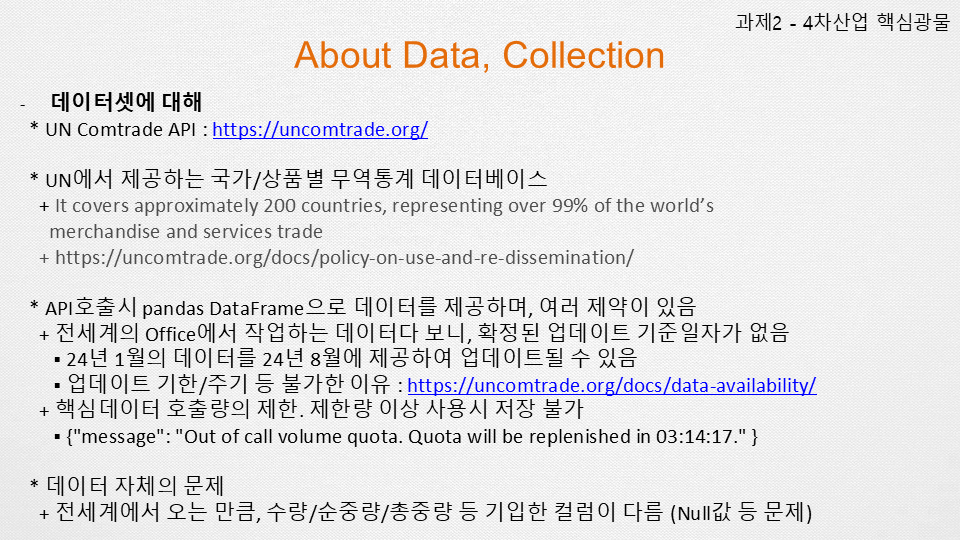 과제2 - 4차산업 핵심광물
About Data, Collection
- 데이터셋에 대해
* UN Comtrade API : https://uncomtrade.org/
* UN에서 제공하는 국가/상품별 무역통계 데이터베이스
+ It covers approximately 200 countries, representing over 99% of the world’s
merchandise and services trade
+ https://uncomtrade.org/docs/policy-on-use-and-re-dissemination/
* API호출시 pandas DataFrame으로 데이터를 제공하며, 여러 제약이 있음
+ 전세계의 Office에서 작업하는 데이터다 보니, 확정된 업데이트 기준일자가 없음
▪ 24년 1월의 데이터를 24년 8월에 제공하여 업데이트될 수 있음
▪ 업데이트 기한/주기 등 불가한 이유 : https://uncomtrade.org/docs/data-availability/
+ 핵심데이터 호출량의 제한. 제한량 이상 사용시 저장 불가
▪ {"message": "Out of call volume quota. Quota will be replenished in 03:14:17." }
* 데이터 자체의 문제
+ 전세계에서 오는 만큼, 수량/순중량/총중량 등 기입한 컬럼이 다름 (Null값 등 문제)